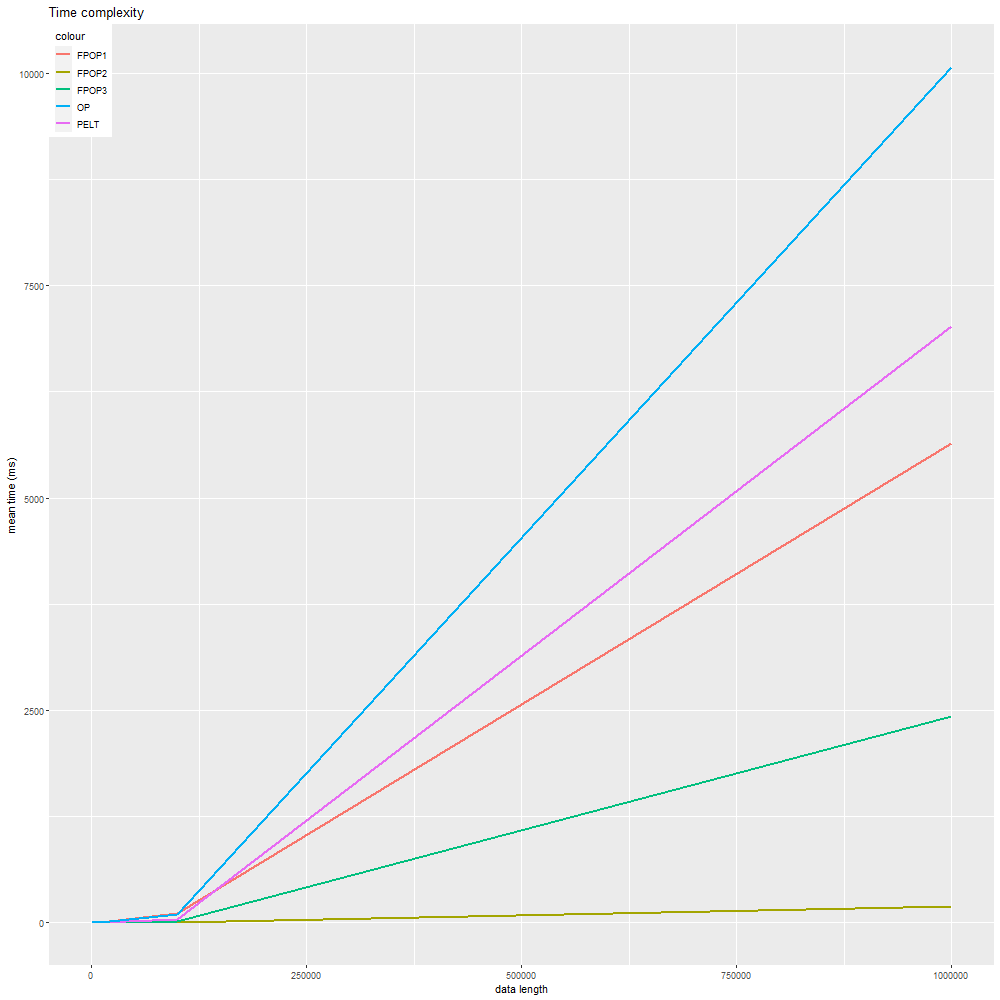 Time complexity
colour
FPOP1
FPOP2
FPOP3
OP
PELT
10000
7500
5000
2500
0
mean time (ms)
0
250000
500000
750000
1000000
data length